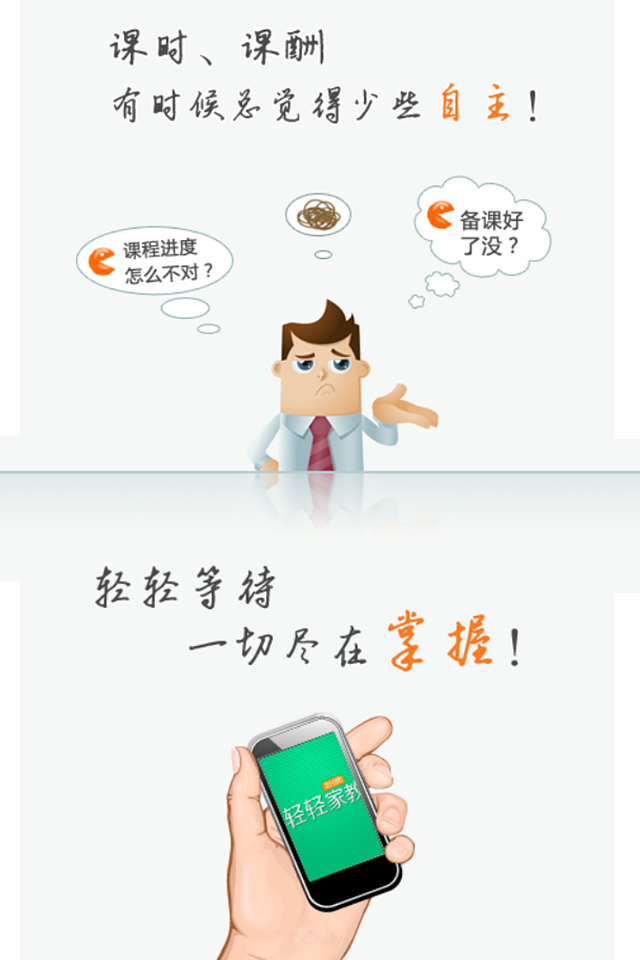 课时、课酬
有时候总觉得少些自主！
课程进度
怎么不对？
备课好
了没？
轻轻等待
一切尽在掌握！
轻轻家教